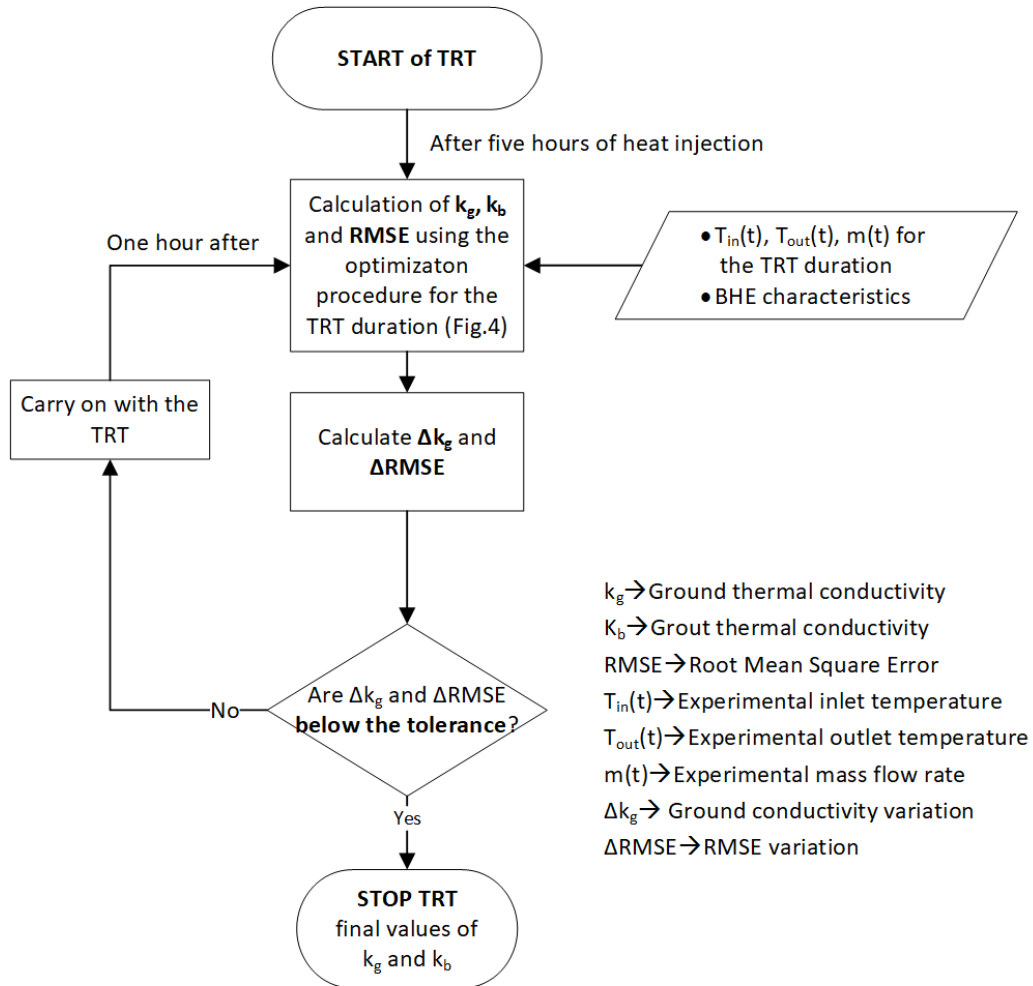 START of TRT
After five hours of heat injection
Calculation of kg, kb
and RMSE using the
optimizaton
procedure for the
TRT duration (Fig.4)
One hour after
•Tin(t), Tout(t), m(t) for
the TRT duration
•BHE characteristics
Carry on with the
TRT
Calculate Δkg and
ΔRMSE
Are Δkg and ΔRMSE
below the tolerance?
No
Yes
STOP TRT
final values of
kg and kb
kg→Ground thermal conductivity
Kb→Grout thermal conductivity
RMSE→Root Mean Square Error
Tin(t)→Experimental inlet temperature
Tout(t)→Experimental outlet temperature
m(t)→Experimental mass flow rate
Δkg→ Ground conductivity variation
ΔRMSE→RMSE variation